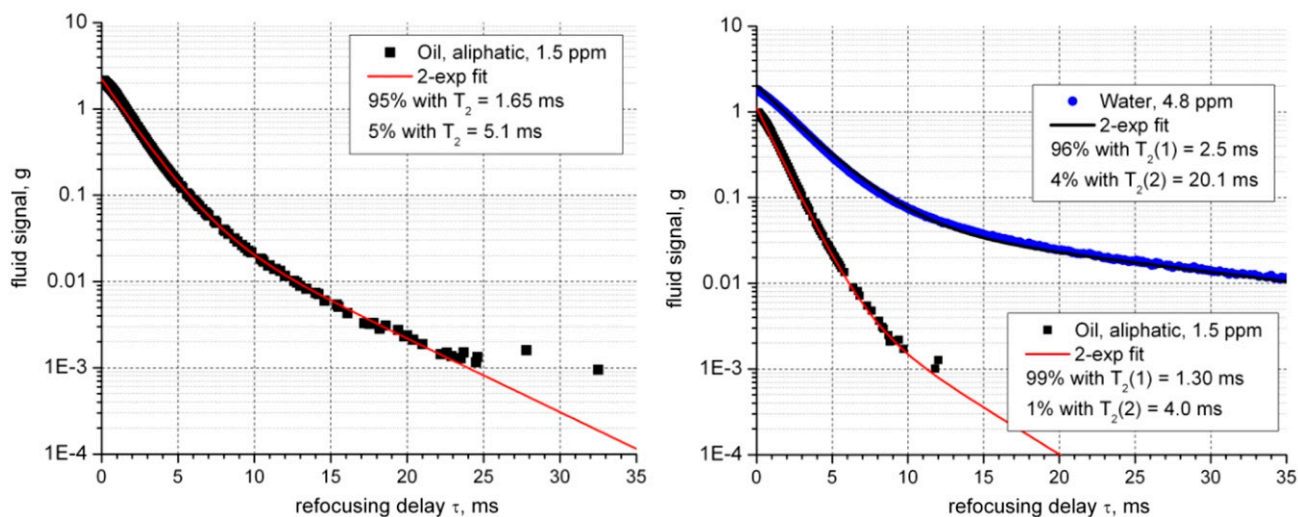 10
1
0.1
0.01
1E-3
1E-4
fluid signal, g
0 5 10 15 20 25 30 35
refocusing delay τ, ms
Oil, aliphatic, 1.5 ppm
2-exp fit
95% with T₂ = 1.65 ms
5% with T₂ = 5.1 ms
10
1
0.1
0.01
1E-3
1E-4
fluid signal, g
0 5 10 15 20 25 30 35
refocusing delay τ, ms
Water, 4.8 ppm
2-exp fit
96% with T₂(1) = 2.5 ms
4% with T₂(2) = 20.1 ms
Oil, aliphatic, 1.5 ppm
2-exp fit
99% with T₂(1) = 1.30 ms
1% with T₂(2) = 4.0 ms